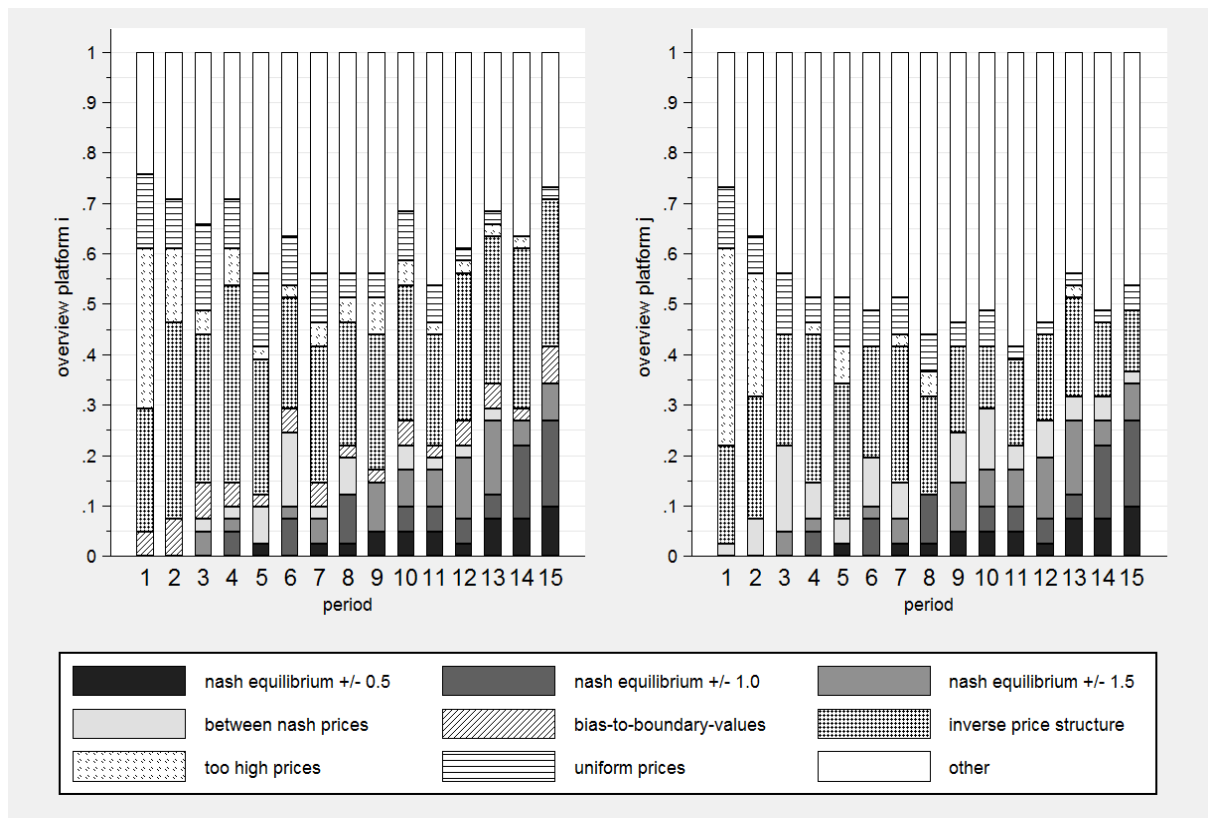 overview platform i
1
.9
.8
.7
.6
.5
.4
.3
.2
.1
0
1 2 3 4 5 6 7 8 9 10 11 12 13 14 15
period
overview platform j
1
.9
.8
.7
.6
.5
.4
.3
.2
.1
0
1 2 3 4 5 6 7 8 9 10 11 12 13 14 15
period
nash equilibrium +/- 0.5
nash equilibrium +/- 1.0
nash equilibrium +/- 1.5
between nash prices
bias-to-boundary-values
inverse price structure
too high prices
uniform prices
other